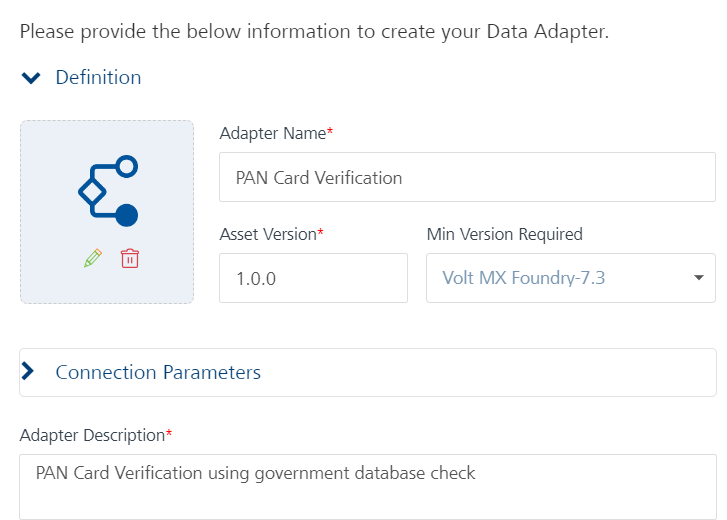 Please provide the below information to create your Data Adapter.
Definition
Adapter Name*
PAN Card Verification
Asset Version*
Min Version Required
1.0.0
Volt MX Foundry-7.3
Connection Parameters
Adapter Description*
PAN Card Verification using government database check